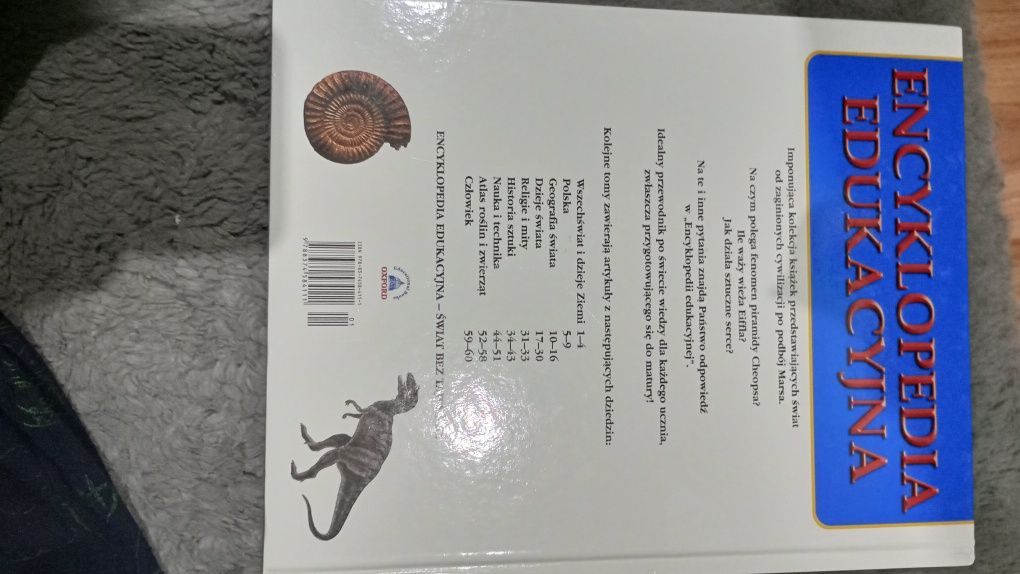 ENCYKLOPEDIA
EDUKACYJNA
Imponująca kolekcja książek przedstawiających świat
od zaginionych cywilizacji po podbój Marsa.
Na czym polega fenomen piramidy Cheopsa?
Ile waży wieża Eiffla?
Jak działa sztuczne serce?
Na te i inne pytania znajdą Państwo odpowiedź
w „Encyklopedii edukacyjnej”.
Idealny przewodnik po świecie wiedzy dla każdego ucznia,
zwłaszcza przygotowującego się do matury!
Kolejne tomy zawierają artykuły z następujących dziedzin:
Wszechświat i dzieje Ziemi 1–4
Polska 5–9
Geografia świata 10–16
Dzieje świata 17–30
Religie i mity 31–33
Historia sztuki 34–43
Nauka i technika 44–51
Atlas roślin i zwierząt 52–58
Człowiek 59–60
ENCYKLOPEDIA EDUKACYJNA – ŚWIAT BEZ
OXFORD
01